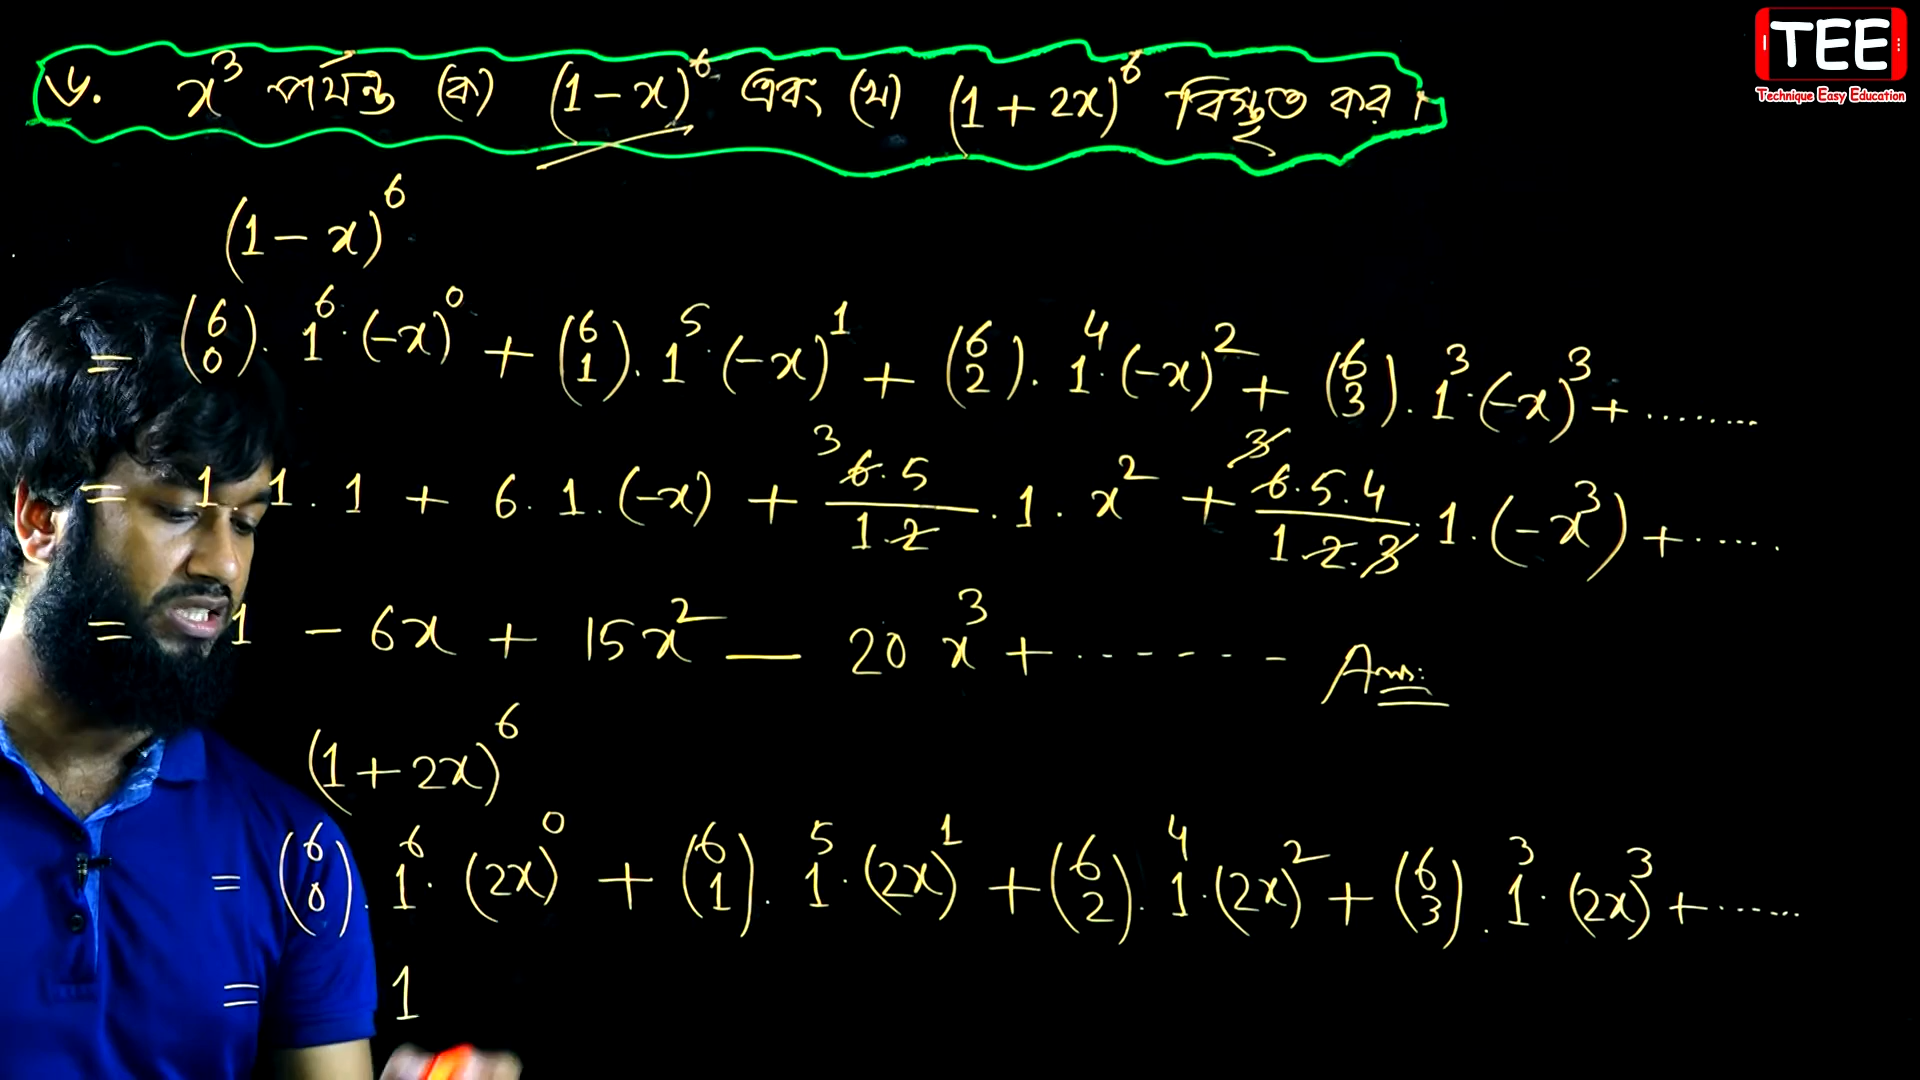 TEE
Technique Easy Education
৬. x³ পর্যন্ত (ক) (1-x)⁶ এবং (খ) (1+2x)⁶ বিস্তৃত কর।
(1-x)⁶
= (6 0). 1⁶. (-x)⁰ + (6 1). 1⁵. (-x)¹ + (6 2). 1⁴. (-x)² + (6 3). 1³. (-x)³ + ........
= 1. 1. 1 + 6. 1. (-x) + 3 6.5/1.2 . 1. x² + 3 6.5.4/1.2.3 . 1. (-x³) + .....
= 1 - 6x + 15x² - 20 x³ + ------- Ans:
(1+2x)⁶
= (6 0). 1⁶. (2x)⁰ + (6 1). 1⁵. (2x)¹ + (6 2). 1⁴. (2x)² + (6 3). 1³. (2x)³ + ......
= 1